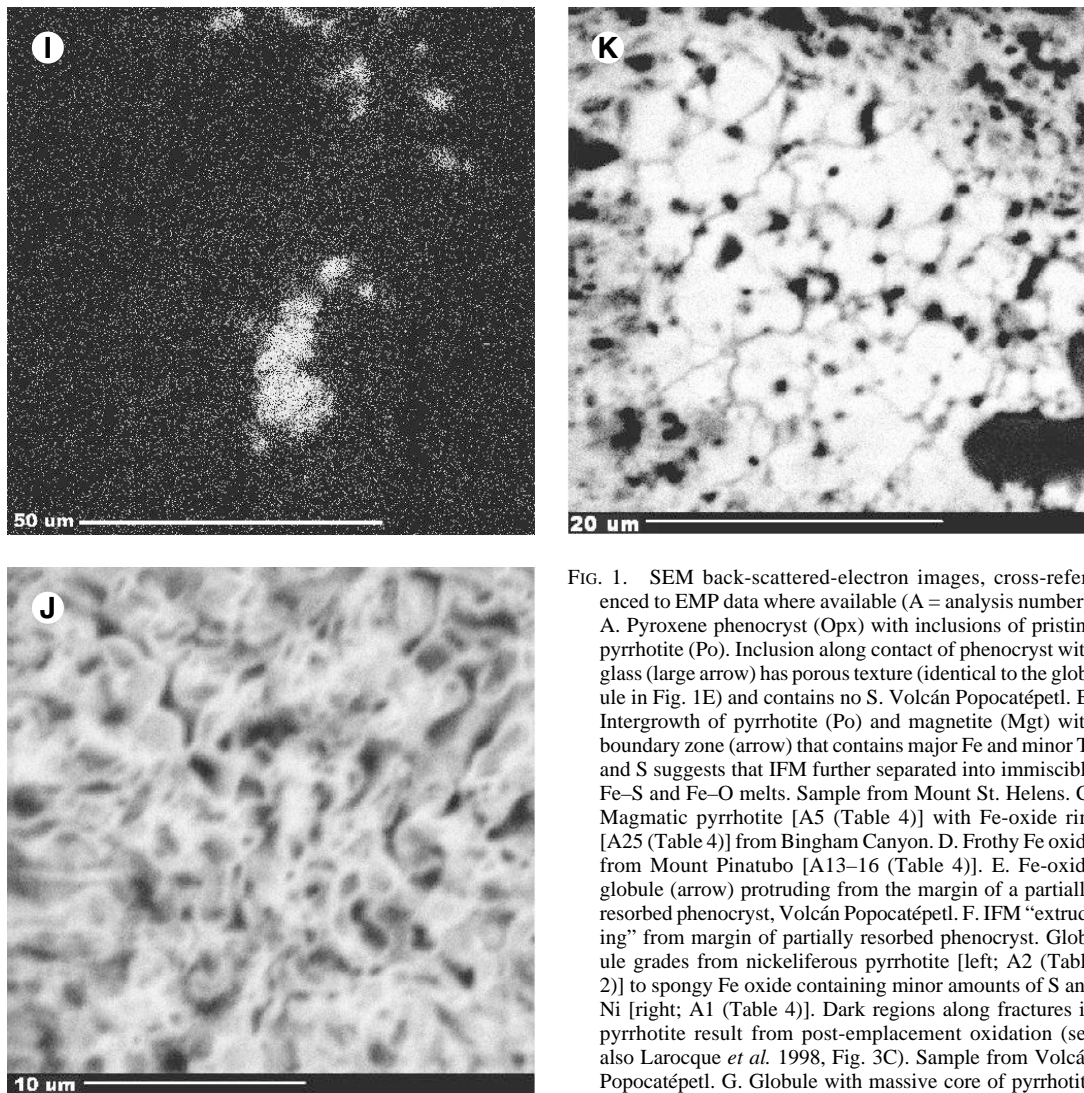 I
50 um
K
20 um
J
10 um
FIG. 1. SEM back-scattered-electron images, cross-refer
enced to EMP data where available (A = analysis number
A. Pyroxene phenocryst (Opx) with inclusions of pristin
pyrrhotite (Po). Inclusion along contact of phenocryst wit
glass (large arrow) has porous texture (identical to the glob
ule in Fig. 1E) and contains no S. Volcán Popocatépetl. B
Intergrowth of pyrrhotite (Po) and magnetite (Mgt) wit
boundary zone (arrow) that contains major Fe and minor T
and S suggests that IFM further separated into immiscibl
Fe–S and Fe–O melts. Sample from Mount St. Helens. C
Magmatic pyrrhotite [A5 (Table 4)] with Fe-oxide rim
[A25 (Table 4)] from Bingham Canyon. D. Frothy Fe oxid
from Mount Pinatubo [A13–16 (Table 4)]. E. Fe-oxid
globule (arrow) protruding from the margin of a partiall
resorbed phenocryst, Volcán Popocatépetl. F. IFM “extrud
ing” from margin of partially resorbed phenocryst. Glob
ule grades from nickeliferous pyrrhotite [left; A2 (Tabl
2)] to spongy Fe oxide containing minor amounts of S an
Ni [right; A1 (Table 4)]. Dark regions along fractures i
pyrrhotite result from post-emplacement oxidation (se
also Larocque et al. 1998, Fig. 3C). Sample from Volcá
Popocatépetl. G. Globule with massive core of pyrrhotit